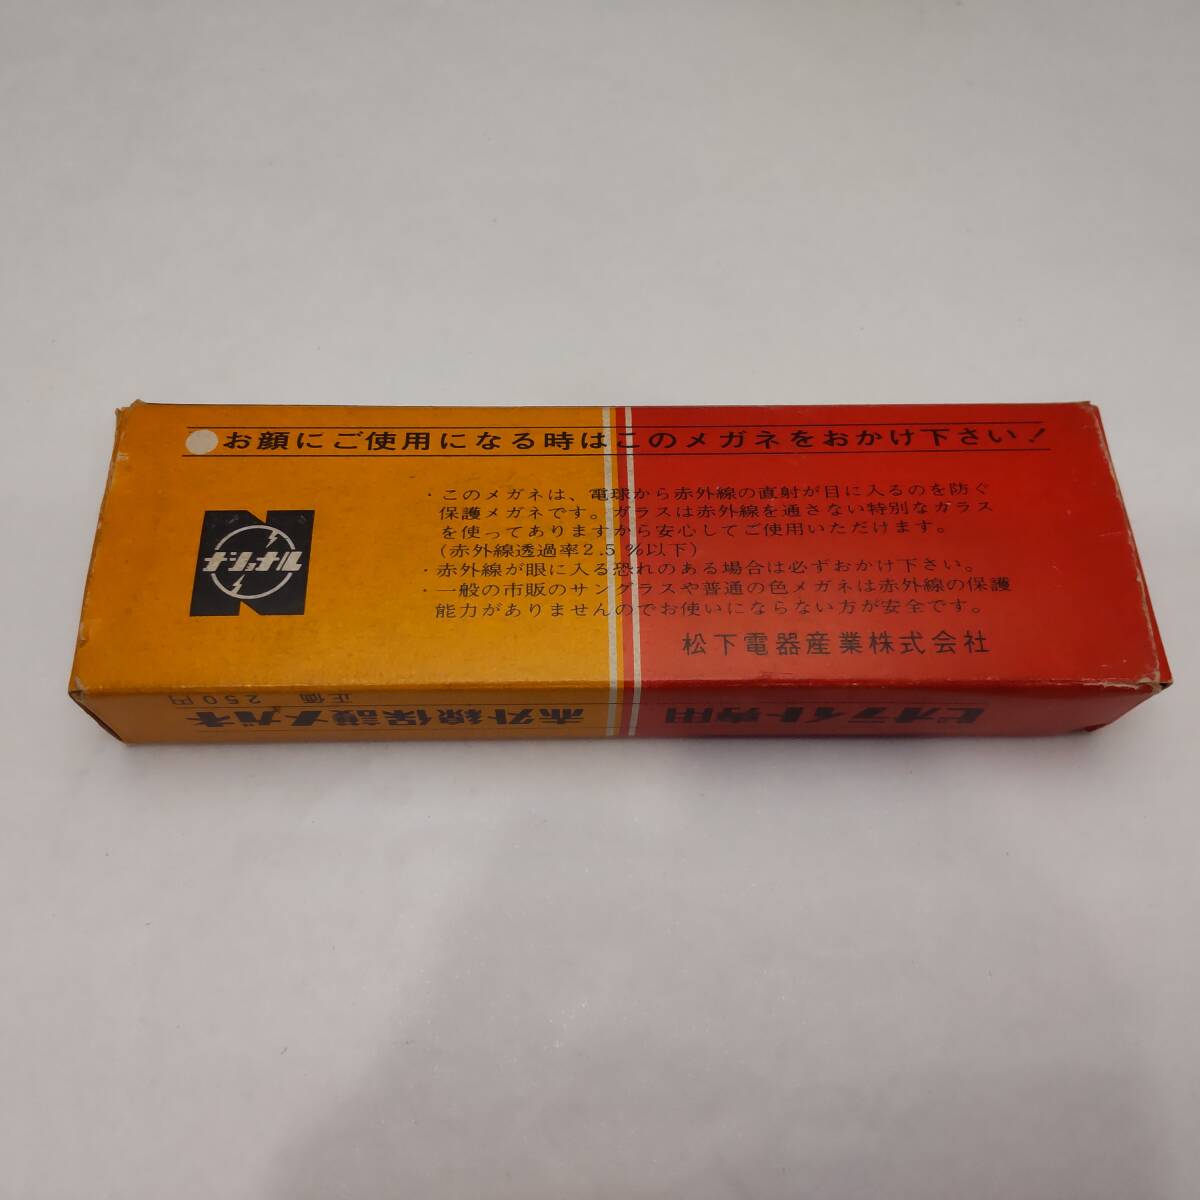 お顔にご使用になる時はこのメガネをおかけ下さい！
ナショナル
・このメガネは、電球から赤外線の直射が目に入るのを防ぐ
保護メガネです。ガラスは赤外線を通さない特別なガラス
を使ってありますから安心してご使用いただけます。
(赤外線透過率2.5%以下)
・赤外線が眼に入る恐れのある場合は必ずおかけ下さい。
・一般の市販のサングラスや普通の色メガネは赤外線の保護
能力がありませんのでお使いにならない方が安全です。
松下電器産業株式会社
ビオライト専用 赤外線保護メガネ
正価 250円